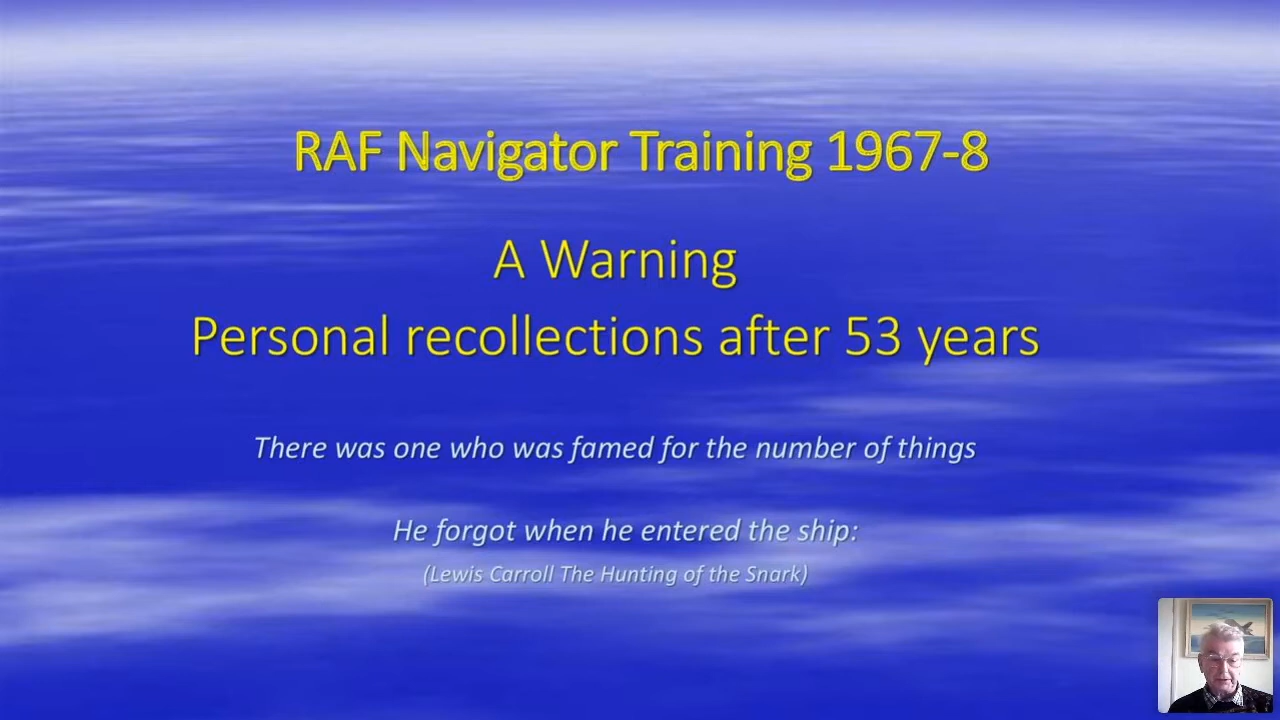 RAF Navigator Training 1967-8
A Warning
Personal recollections after 53 years
There was one who was famed for the number of things
He forgot when he entered the ship:
(Lewis Carroll The Hunting of the Snark)